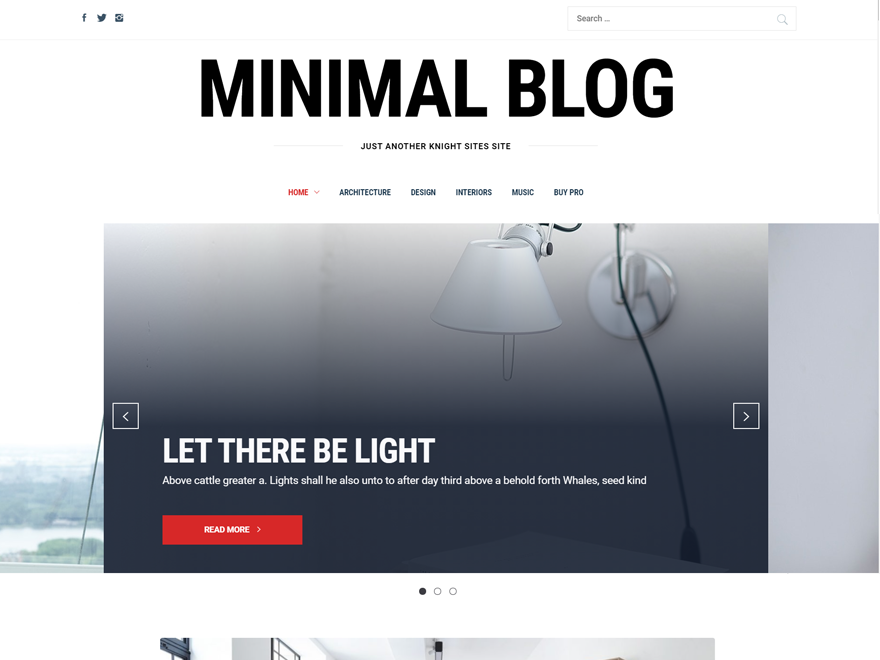 Search ...
MINIMAL BLOG
JUST ANOTHER KNIGHT SITES SITE
HOME ARCHITECTURE DESIGN INTERIORS MUSIC BUY PRO
LET THERE BE LIGHT
Above cattle greater a. Lights shall he also unto to after day third above a behold forth Whales, seed kind
READ MORE